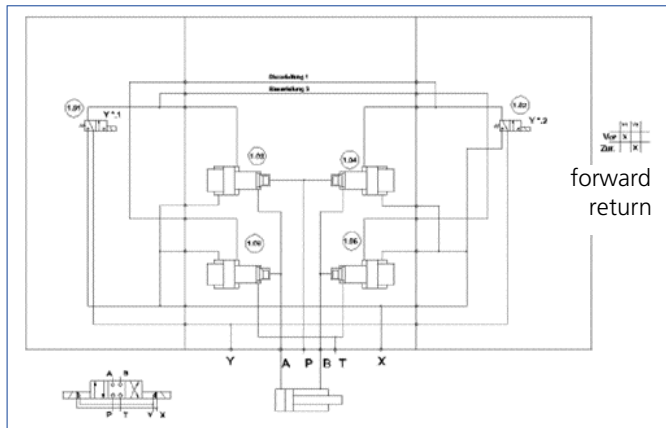 Steuerleitung 1
Steuerleitung 2
1.01
Y*.1
1.02
Y*.2
Vor X
Zur. X
forward
return
1.03
1.04
1.05
1.06
Y A P B T X
A B
P T Y X